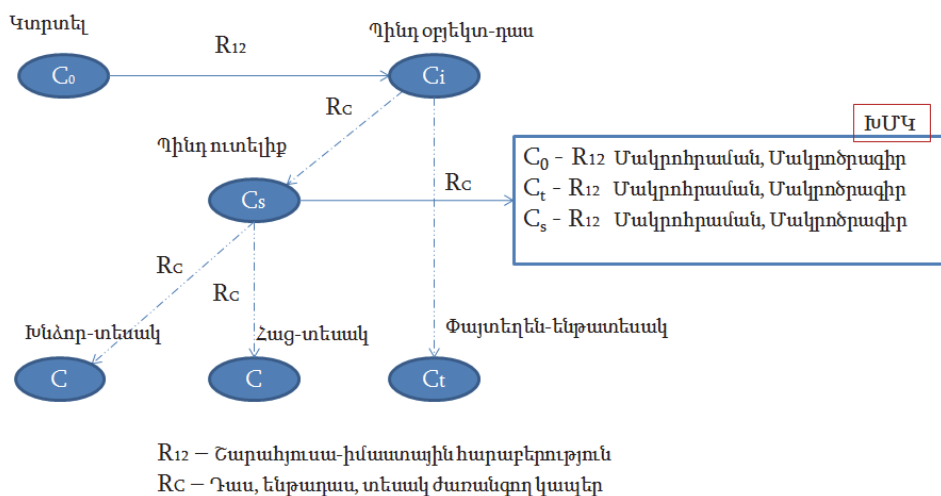 Կտրտել
Պինդ օբյեկտ-դաս
R12
C0
Ci
RC
ԽՄԿ
Պինդ ուտելիք
C0 - R12 Մակրոհրաման, Մակրոծրագիր
Ct - R12 Մակրոհրաման, Մակրոծրագիր
Cs - R12 Մակրոհրաման, Մակրոծրագիր
RC
Cs
RC
RC
Խնձոր-տեսակ
Հաց-տեսակ
Փայտեղեն-ենթատեսակ
C
C
Ct
R12 – Շարահյուսա-իմաստային հարաբերություն
RC – Դաս, ենթադաս, տեսակ ժառանգող կապեր